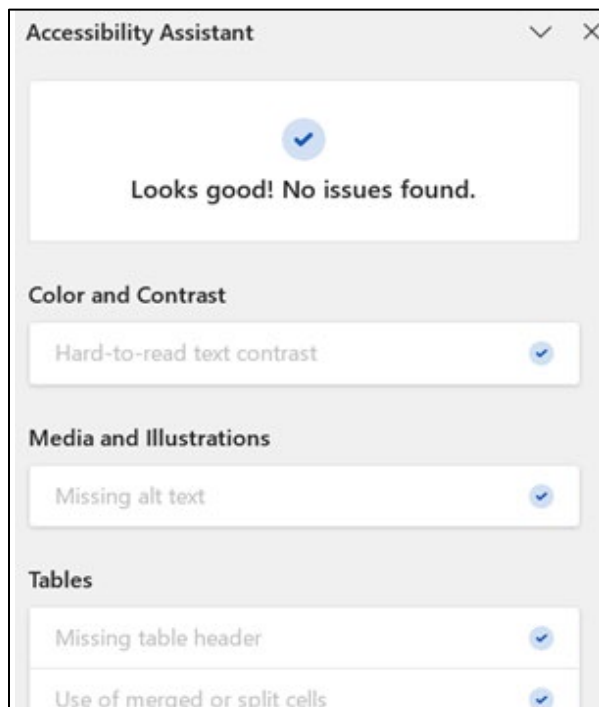 Accessibility Assistant
Looks good! No issues found.
Color and Contrast
Hard-to-read text contrast
Media and Illustrations
Missing alt text
Tables
Missing table header
Use of merged or split cells